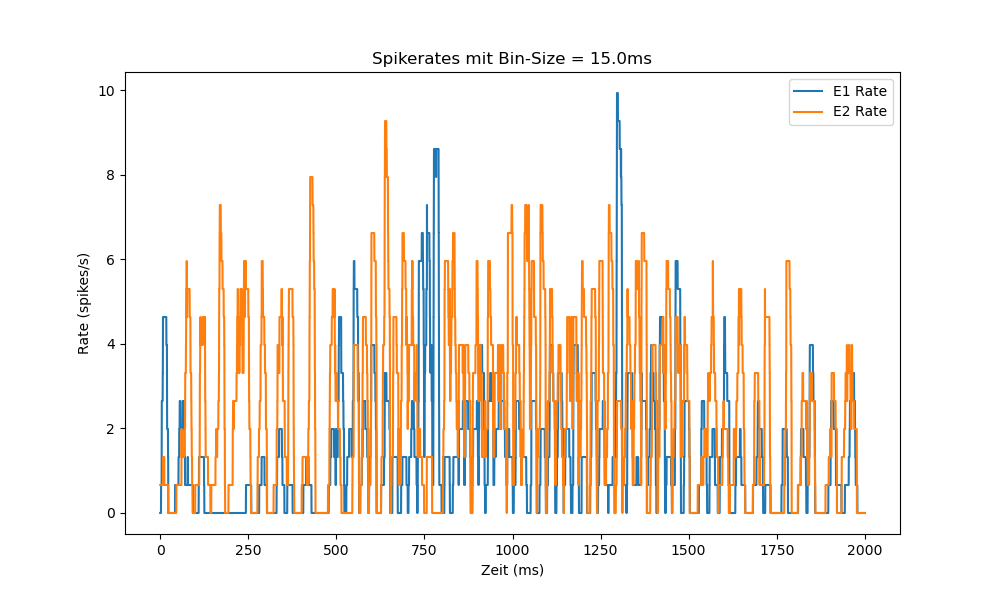 Spikerates mit Bin-Size = 15.0ms
E1 Rate
E2 Rate
Rate (spikes/s)
10
8
6
4
2
0
0 250 500 750 1000 1250 1500 1750 2000
Zeit (ms)